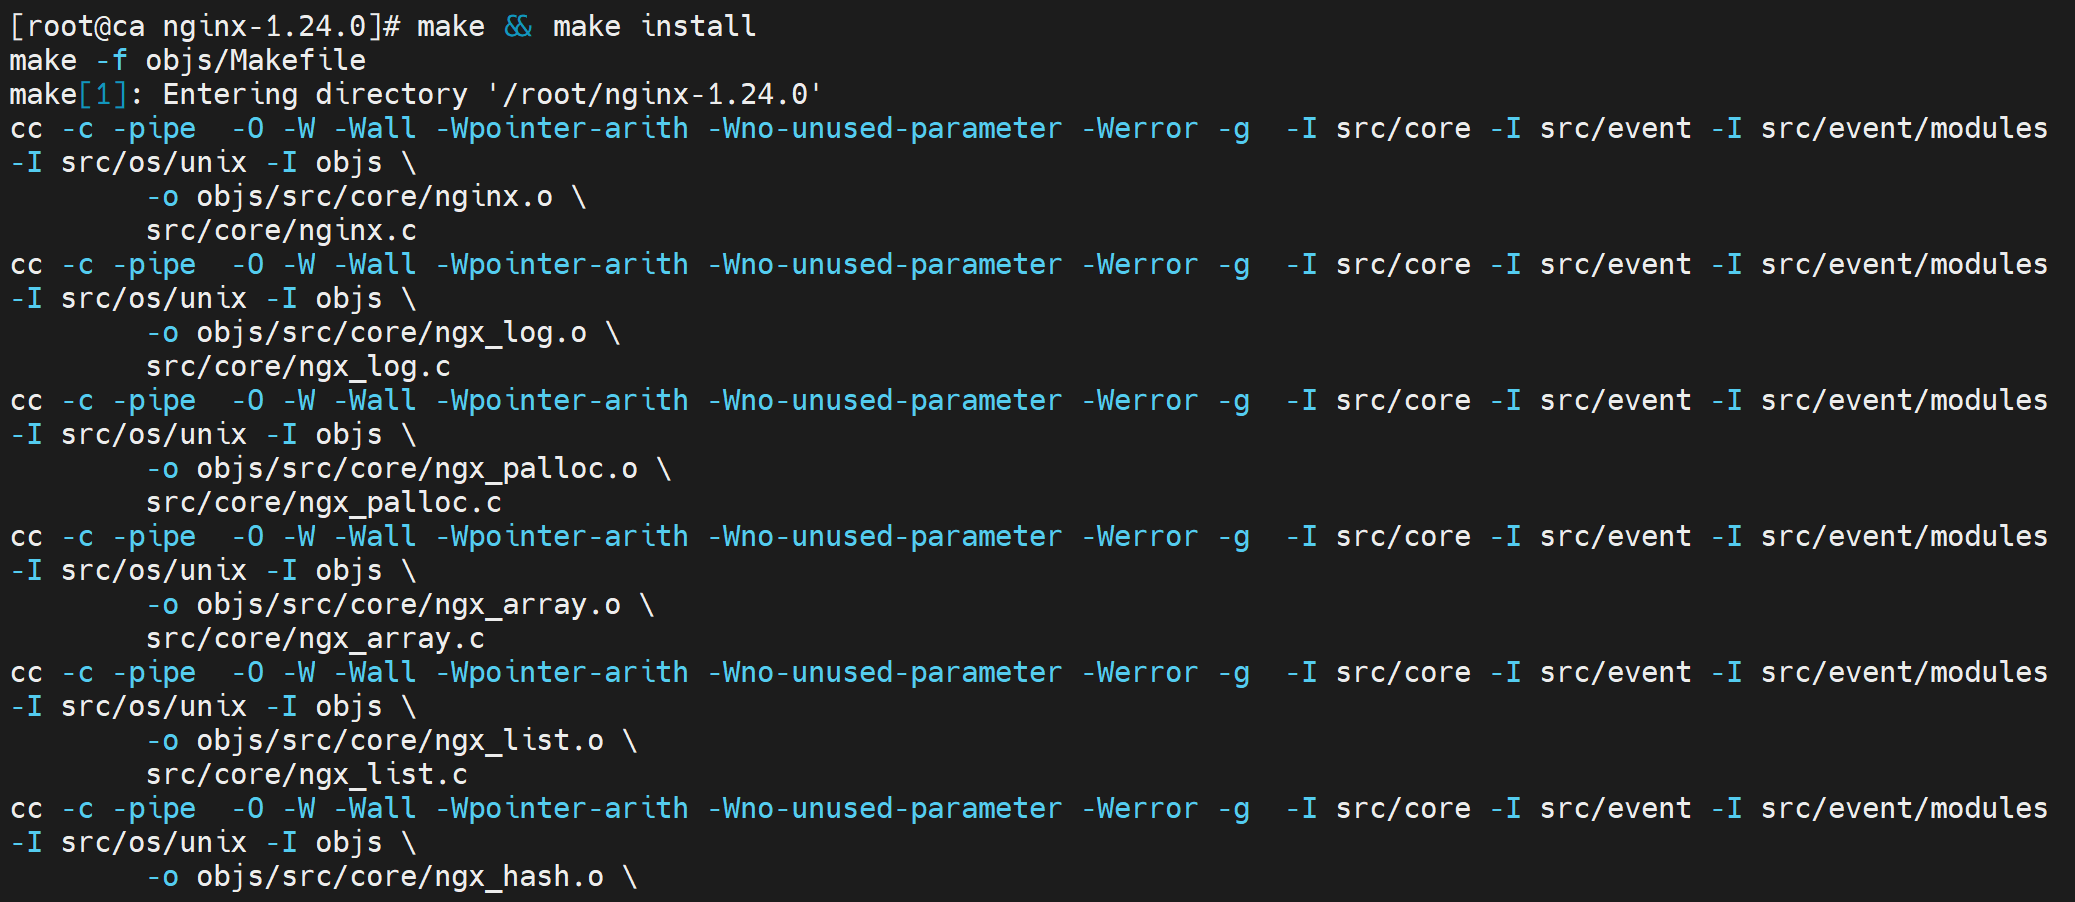 [root@ca nginx-1.24.0]# make && make install
make -f objs/Makefile
make[1]: Entering directory '/root/nginx-1.24.0'
cc -c -pipe  -O -W -Wall -Wpointer-arith -Wno-unused-parameter -Werror -g  -I src/core -I src/event -I src/event/modules
-I src/os/unix -I objs \
        -o objs/src/core/nginx.o \
        src/core/nginx.c
cc -c -pipe  -O -W -Wall -Wpointer-arith -Wno-unused-parameter -Werror -g  -I src/core -I src/event -I src/event/modules
-I src/os/unix -I objs \
        -o objs/src/core/ngx_log.o \
        src/core/ngx_log.c
cc -c -pipe  -O -W -Wall -Wpointer-arith -Wno-unused-parameter -Werror -g  -I src/core -I src/event -I src/event/modules
-I src/os/unix -I objs \
        -o objs/src/core/ngx_palloc.o \
        src/core/ngx_palloc.c
cc -c -pipe  -O -W -Wall -Wpointer-arith -Wno-unused-parameter -Werror -g  -I src/core -I src/event -I src/event/modules
-I src/os/unix -I objs \
        -o objs/src/core/ngx_array.o \
        src/core/ngx_array.c
cc -c -pipe  -O -W -Wall -Wpointer-arith -Wno-unused-parameter -Werror -g  -I src/core -I src/event -I src/event/modules
-I src/os/unix -I objs \
        -o objs/src/core/ngx_list.o \
        src/core/ngx_list.c
cc -c -pipe  -O -W -Wall -Wpointer-arith -Wno-unused-parameter -Werror -g  -I src/core -I src/event -I src/event/modules
-I src/os/unix -I objs \
        -o objs/src/core/ngx_hash.o \